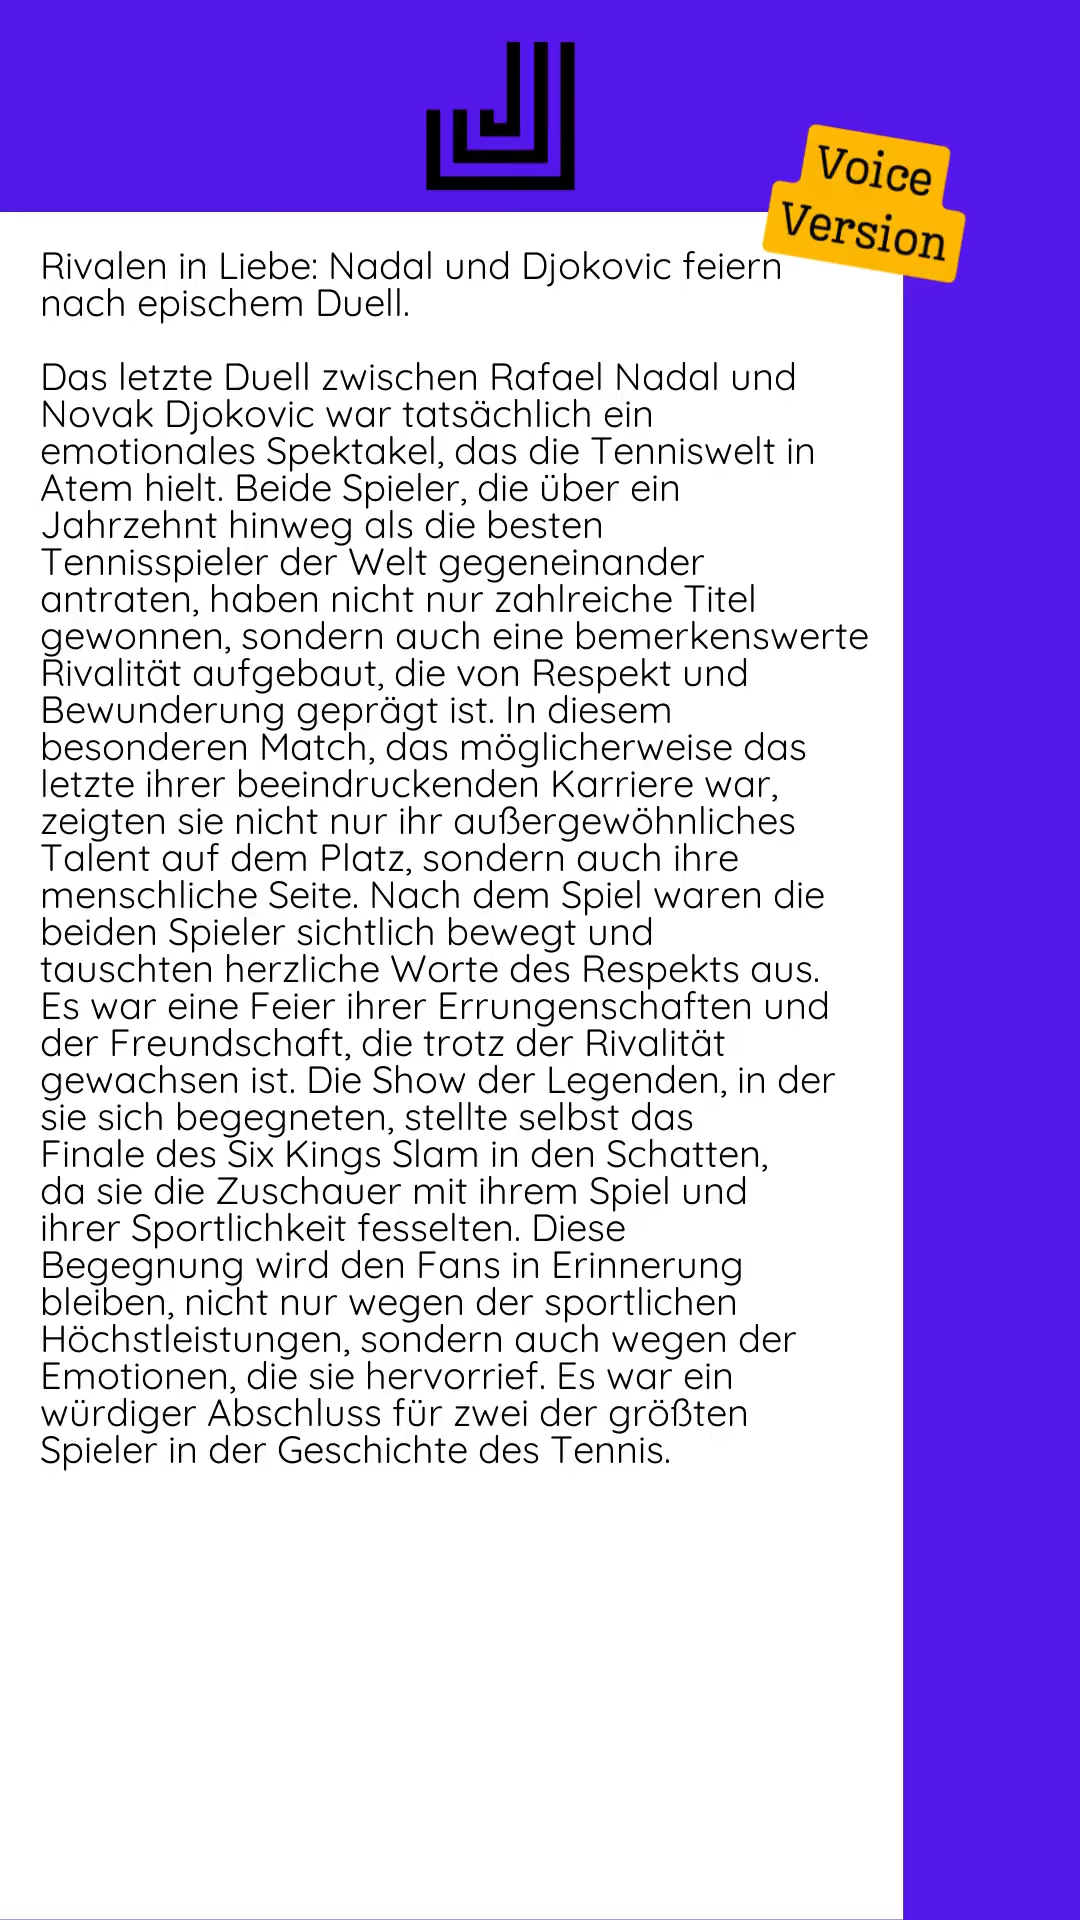 Voice
Version
Rivalen in Liebe: Nadal und Djokovic feiern
nach epischem Duell.
Das letzte Duell zwischen Rafael Nadal und
Novak Djokovic war tatsächlich ein
emotionales Spektakel, das die Tenniswelt in
Atem hielt. Beide Spieler, die über ein
Jahrzehnt hinweg als die besten
Tennisspieler der Welt gegeneinander
antraten, haben nicht nur zahlreiche Titel
gewonnen, sondern auch eine bemerkenswerte
Rivalität aufgebaut, die von Respekt und
Bewunderung geprägt ist. In diesem
besonderen Match, das möglicherweise das
letzte ihrer beeindruckenden Karriere war,
zeigten sie nicht nur ihr außergewöhnliches
Talent auf dem Platz, sondern auch ihre
menschliche Seite. Nach dem Spiel waren die
beiden Spieler sichtlich bewegt und
tauschten herzliche Worte des Respekts aus.
Es war eine Feier ihrer Errungenschaften und
der Freundschaft, die trotz der Rivalität
gewachsen ist. Die Show der Legenden, in der
sie sich begegneten, stellte selbst das
Finale des Six Kings Slam in den Schatten,
da sie die Zuschauer mit ihrem Spiel und
ihrer Sportlichkeit fesselten. Diese
Begegnung wird den Fans in Erinnerung
bleiben, nicht nur wegen der sportlichen
Höchstleistungen, sondern auch wegen der
Emotionen, die sie hervorrief. Es war ein
würdiger Abschluss für zwei der größten
Spieler in der Geschichte des Tennis.